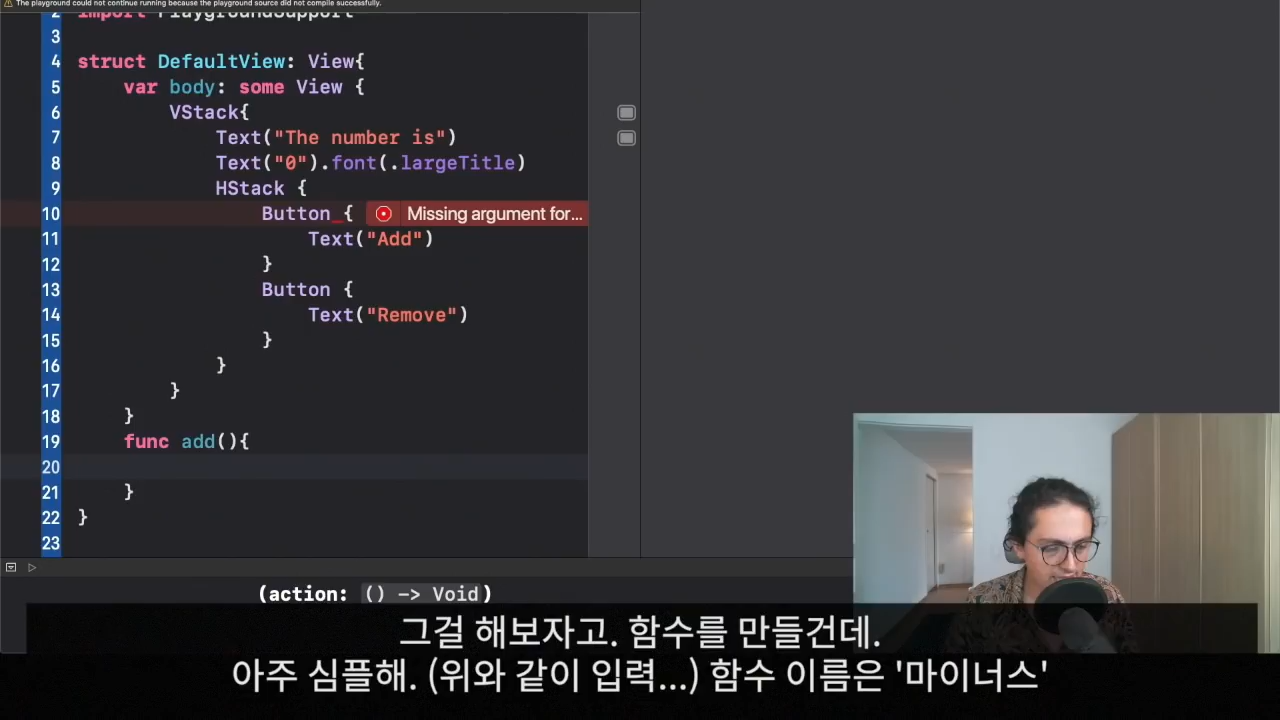 The playground could not continue running because the playground source did not compile successfully.
2 import PlaygroundSupport
3
4 struct DefaultView: View{
5 var body: some View {
6 VStack{
7 Text("The number is")
8 Text("0").font(.largeTitle)
9 HStack {
10 Button { Missing argument for...
11 Text("Add")
12 }
13 Button {
14 Text("Remove")
15 }
16 }
17 }
18 }
19 func add(){
20
21 }
22 }
23
(action: () -> Void)
그걸 해보자고. 함수를 만들건데.
아주 심플해. (위와 같이 입력...) 함수 이름은 '마이너스'